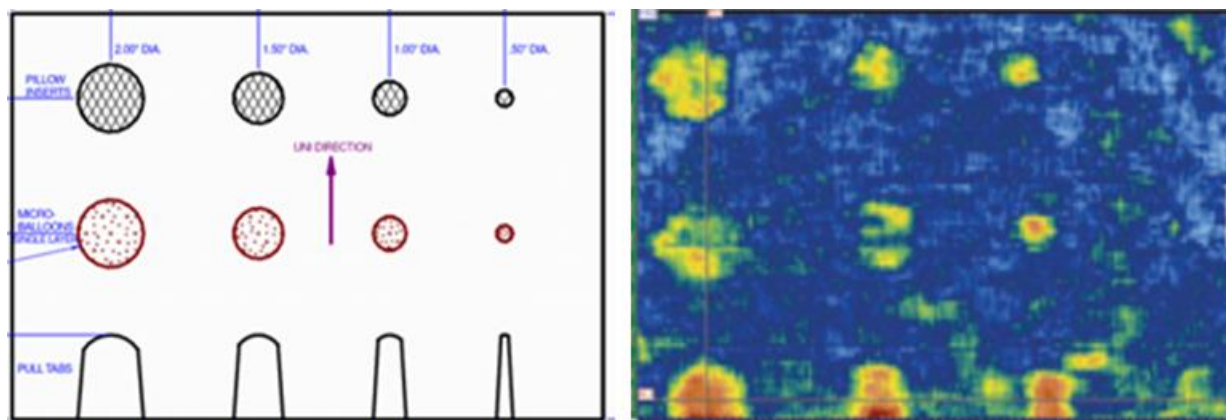 2.00" DIA.
1.50" DIA.
1.00" DIA.
.50" DIA.
PILLOW
INSERTS
UNI DIRECTION
MICRO-
BALLOONS
SINGLE LAYER
PULL TABS